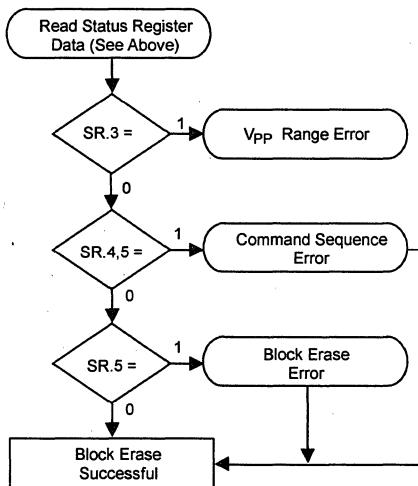 Read Status Register
Data (See Above)
SR.3 =
1
VPP Range Error
0
SR.4,5 =
1
Command Sequence
Error
0
SR.5 =
1
Block Erase
Error
0
Block Erase
Successful